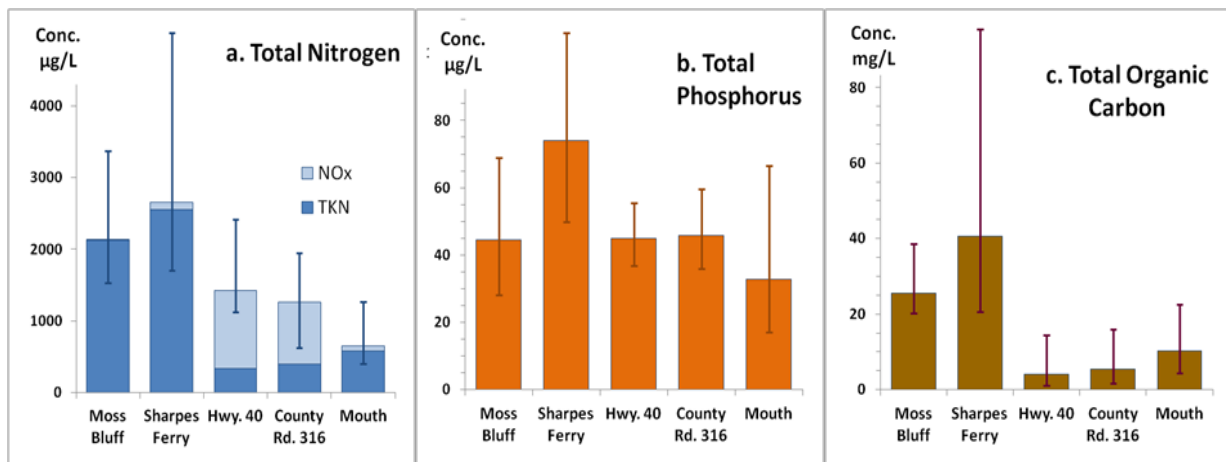 Conc.
µg/L
a. Total Nitrogen
4000
3000
2000
1000
0
NOx
TKN
Moss Bluff
Sharpes Ferry
Hwy. 40
County Rd. 316
Mouth
Conc.
: µg/L
b. Total
Phosphorus
80
60
40
20
0
Moss Bluff
Sharpes Ferry
Hwy. 40
County Rd. 316
Mouth
Conc.
mg/L
c. Total Organic
Carbon
80
60
40
20
0
Moss Bluff
Sharpes Ferry
Hwy. 40
County Rd. 316
Mouth